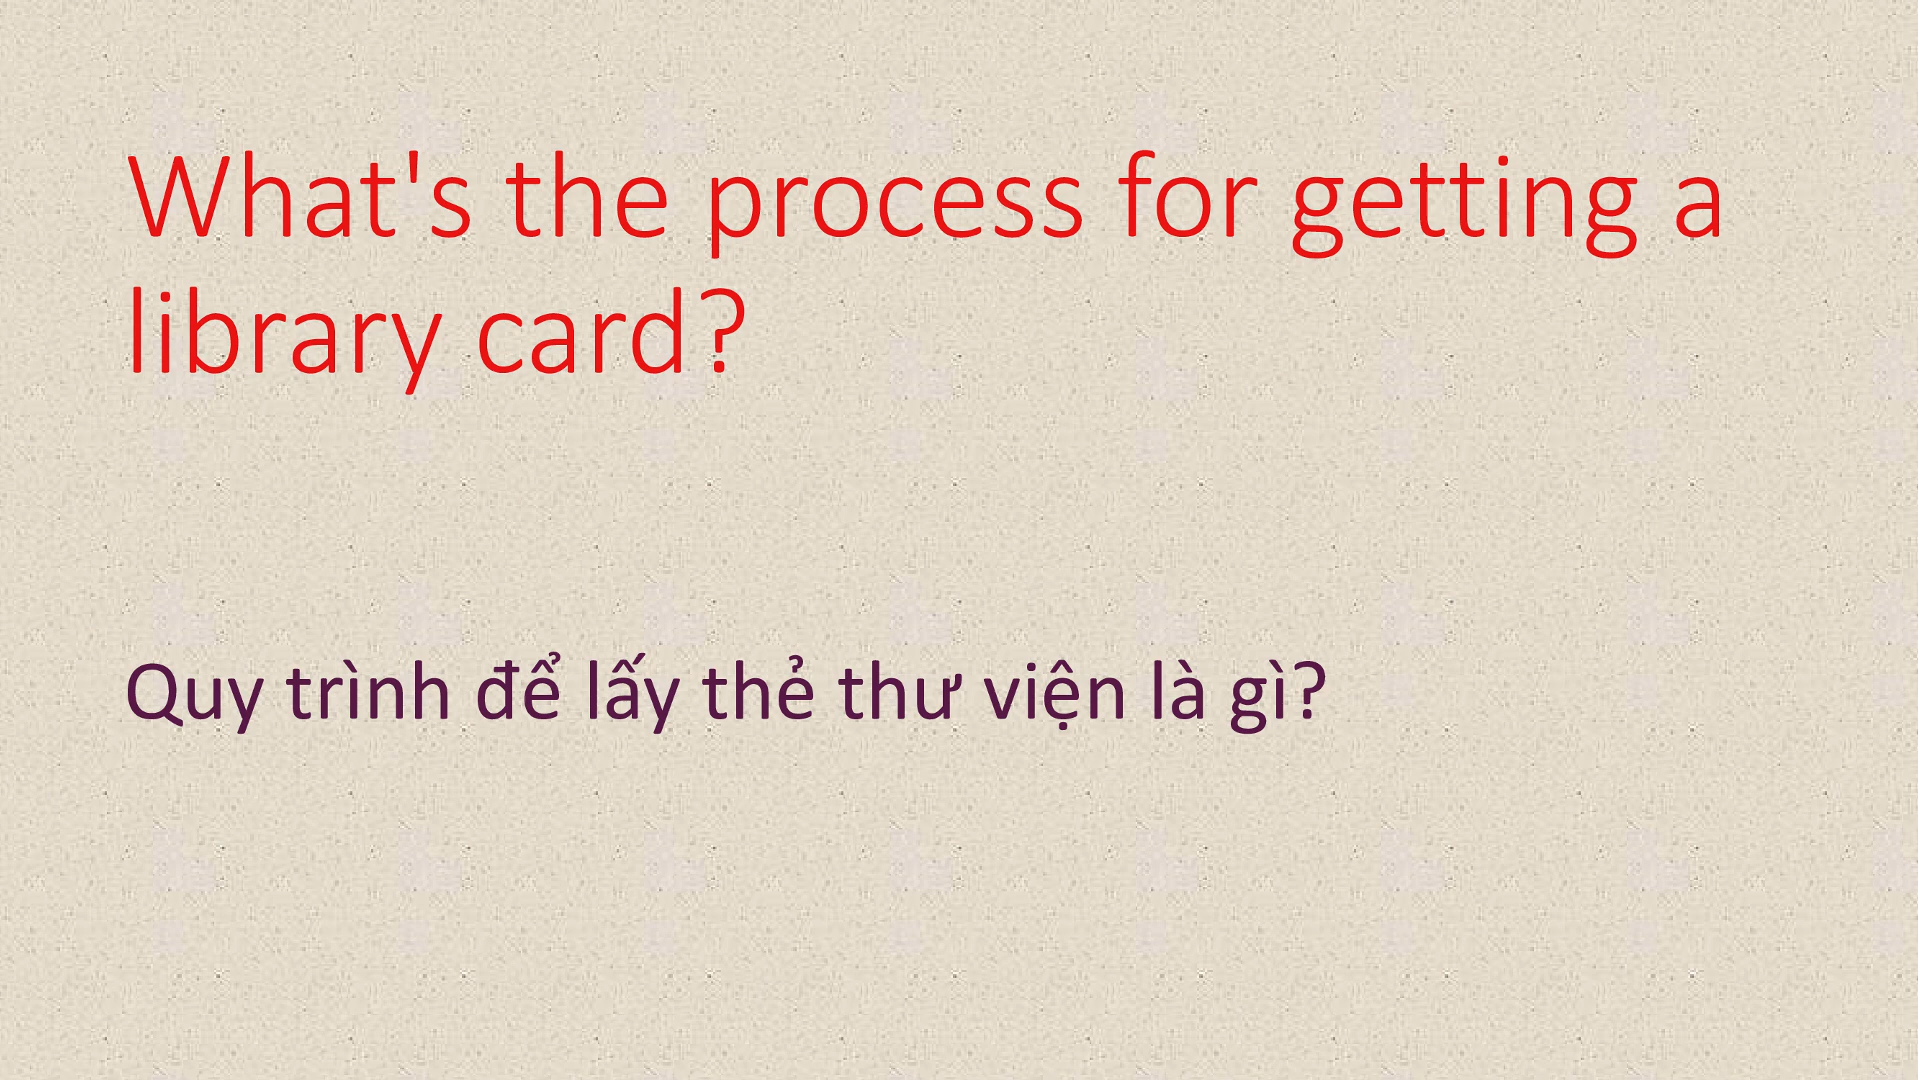 What's the process for getting a
library card?
Quy trình để lấy thẻ thư viện là gì?